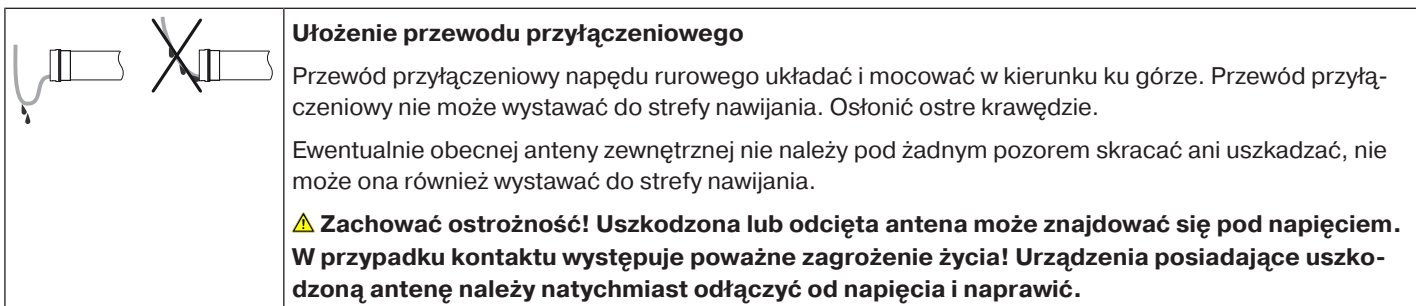 Ułożenie przewodu przyłączeniowego
Przewód przyłączeniowy napędu rurowego układać i mocować w kierunku ku górze. Przewód przyłą-
czeniowy nie może wystawać do strefy nawijania. Osłonić ostre krawędzie.
Ewentualnie obecnej anteny zewnętrznej nie należy pod żadnym pozorem skracać ani uszkadzać, nie
może ona również wystawać do strefy nawijania.
⚠ Zachować ostrożność! Uszkodzona lub odcięta antena może znajdować się pod napięciem.
W przypadku kontaktu występuje poważne zagrożenie życia! Urządzenia posiadające uszko-
dzoną antenę należy natychmiast odłączyć od napięcia i naprawić.